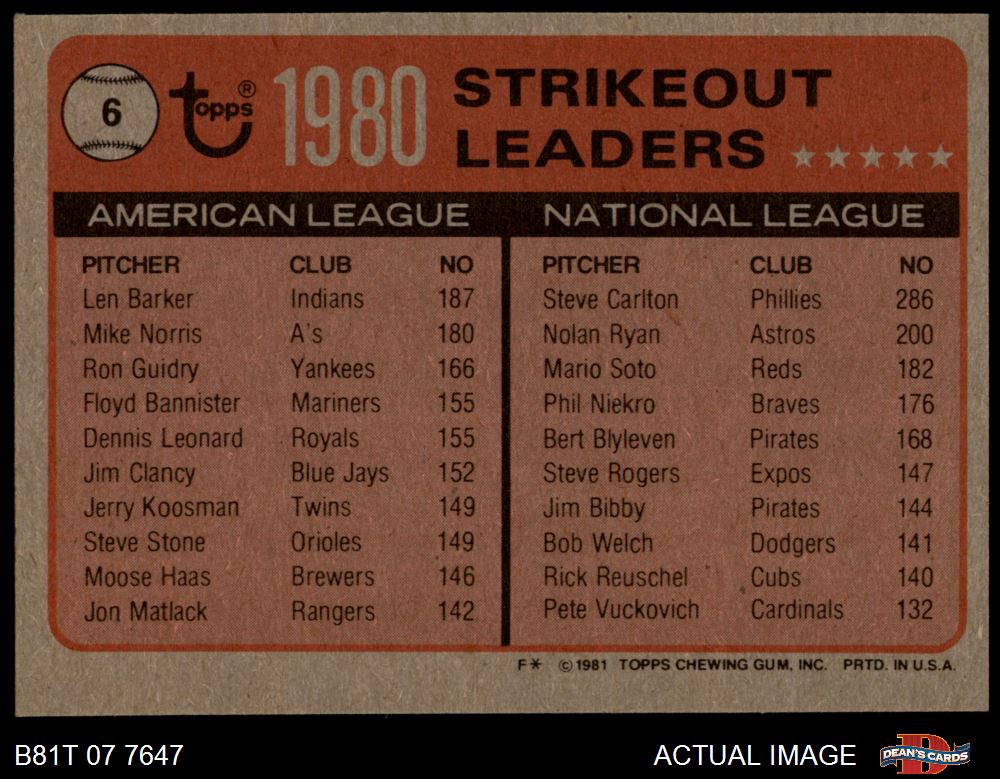 6 Topps® 1980 STRIKEOUT
LEADERS
AMERICAN LEAGUE
PITCHER CLUB NO
Len Barker Indians 187
Mike Norris A's 180
Ron Guidry Yankees 166
Floyd Bannister Mariners 155
Dennis Leonard Royals 155
Jim Clancy Blue Jays 152
Jerry Koosman Twins 149
Steve Stone Orioles 149
Moose Haas Brewers 146
Jon Matlack Rangers 142
NATIONAL LEAGUE
PITCHER CLUB NO
Steve Carlton Phillies 286
Nolan Ryan Astros 200
Mario Soto Reds 182
Phil Niekro Braves 176
Bert Blyleven Pirates 168
Steve Rogers Expos 147
Jim Bibby Pirates 144
Bob Welch Dodgers 141
Rick Reuschel Cubs 140
Pete Vuckovich Cardinals 132
F* ©1981 TOPPS CHEWING GUM, INC. PRTD. IN U.S.A.
B81T 07 7647 ACTUAL IMAGE DEAN'S CARDS